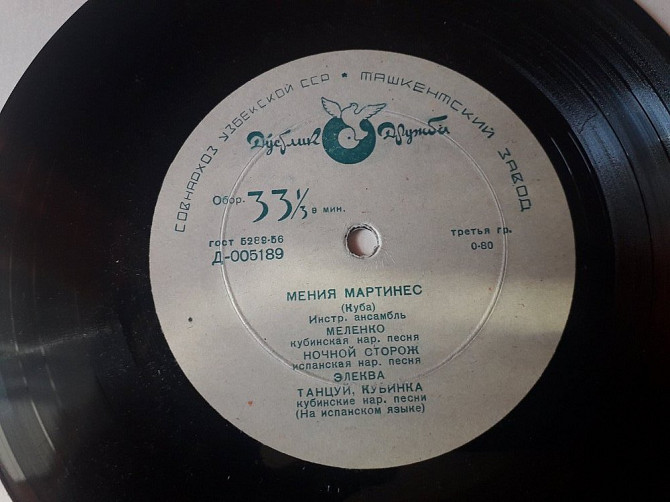 СОВНАРХОЗ УЗБЕКСКОЙ ССР * ТАШКЕНТСКИЙ ЗАВОД
Дўстлик Дружба
Обор. 33⅓ в мин.
ГОСТ 5289-56
Д-005189
третья гр.
0-80
МЕНИЯ МАРТИНЕС
(Куба)
Инстр. ансамбль
МЕЛЕНКО
кубинская нар. песня
НОЧНОЙ СТОРОЖ
испанская нар. песня
ЭЛЕКВА
ТАНЦУЙ, КУБИНКА
кубинские нар. песни
(На испанском языке)